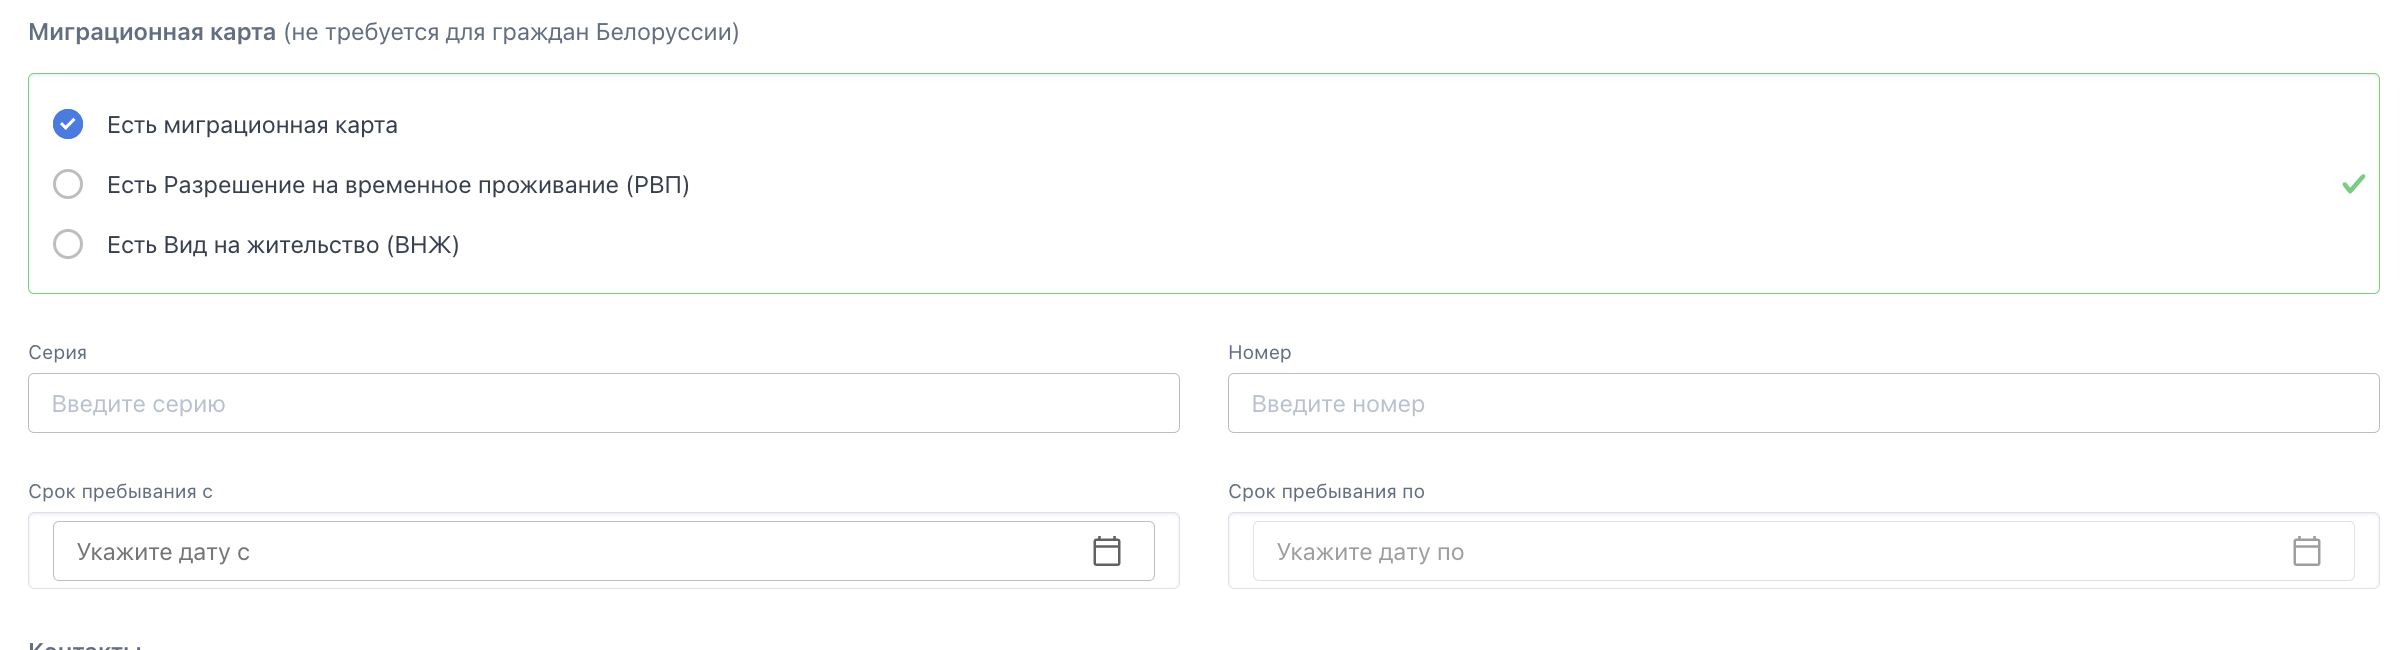 Миграционная карта (не требуется для граждан Белоруссии)
Есть миграционная карта
Есть Разрешение на временное проживание (РВП)
Есть Вид на жительство (ВНЖ)
Серия
Номер
Введите серию
Введите номер
Срок пребывания с
Срок пребывания по
Укажите дату с
Укажите дату по
Контакты